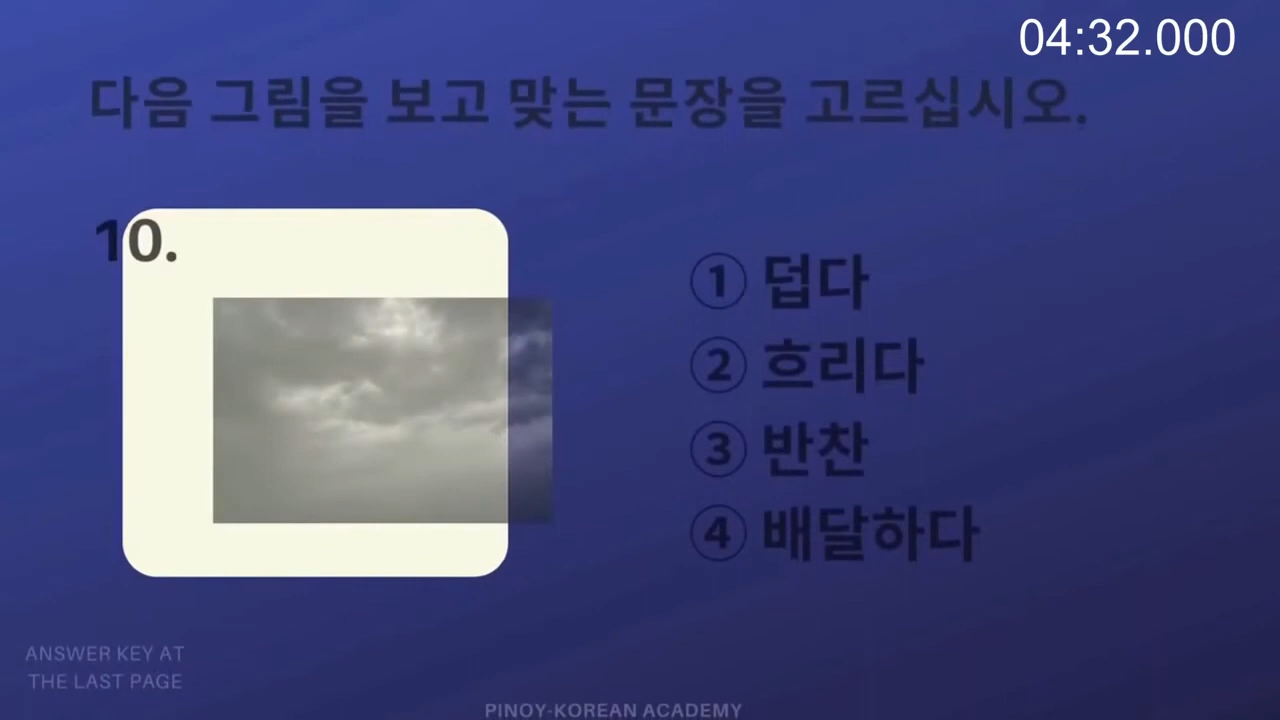 04:32.000
다음 그림을 보고 맞는 문장을 고르십시오.
10.
① 덥다
② 흐리다
③ 반찬
④ 배달하다
ANSWER KEY AT
THE LAST PAGE
PINOY-KOREAN ACADEMY